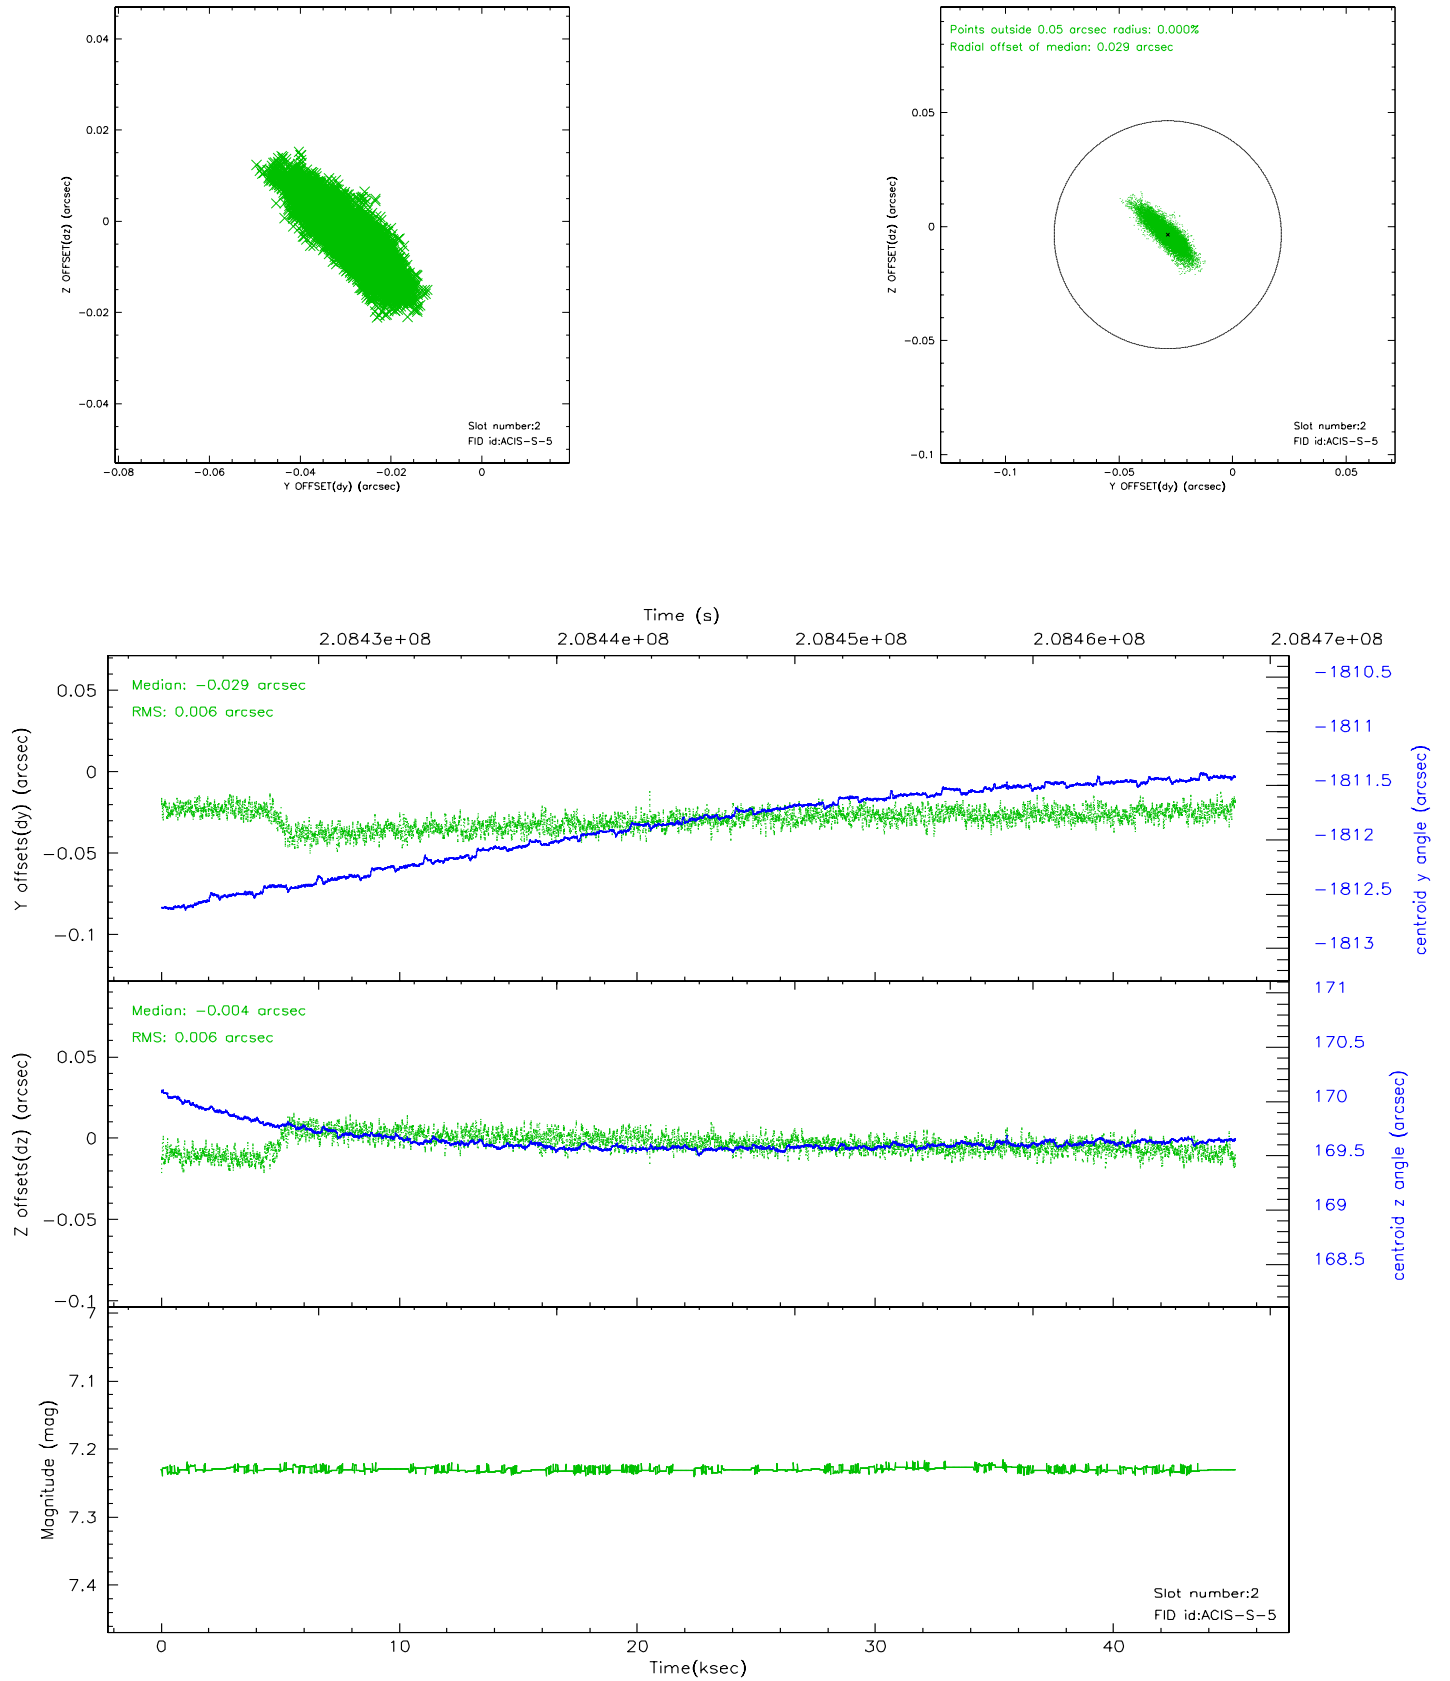 0.04
0.02
0
-0.02
-0.04
Z OFFSET(dz) (arcsec)
Slot number:2
FID id:ACIS-S-5
-0.08 -0.06 -0.04 -0.02 0
Y OFFSET(dy) (arcsec)
Points outside 0.05 arcsec radius: 0.000%
Radial offset of median: 0.029 arcsec
0.05
0
-0.05
-0.1
Z OFFSET(dz) (arcsec)
Slot number:2
FID id:ACIS-S-5
-0.1 -0.05 0 0.05
Y OFFSET(dy) (arcsec)
Time (s)
2.0843e+08 2.0844e+08 2.0845e+08 2.0846e+08 2.0847e+08
Median: -0.029 arcsec
RMS: 0.006 arcsec
0.05
0
-0.05
-0.1
Y offsets(dy) (arcsec)
-1810.5
-1811
-1811.5
-1812
-1812.5
-1813
centroid y angle (arcsec)
Median: -0.004 arcsec
RMS: 0.006 arcsec
0.05
0
-0.05
-0.1
Z offsets(dz) (arcsec)
171
170.5
170
169.5
169
168.5
centroid z angle (arcsec)
7
7.1
7.2
7.3
7.4
Magnitude (mag)
Slot number:2
FID id:ACIS-S-5
0 10 20 30 40
Time(ksec)